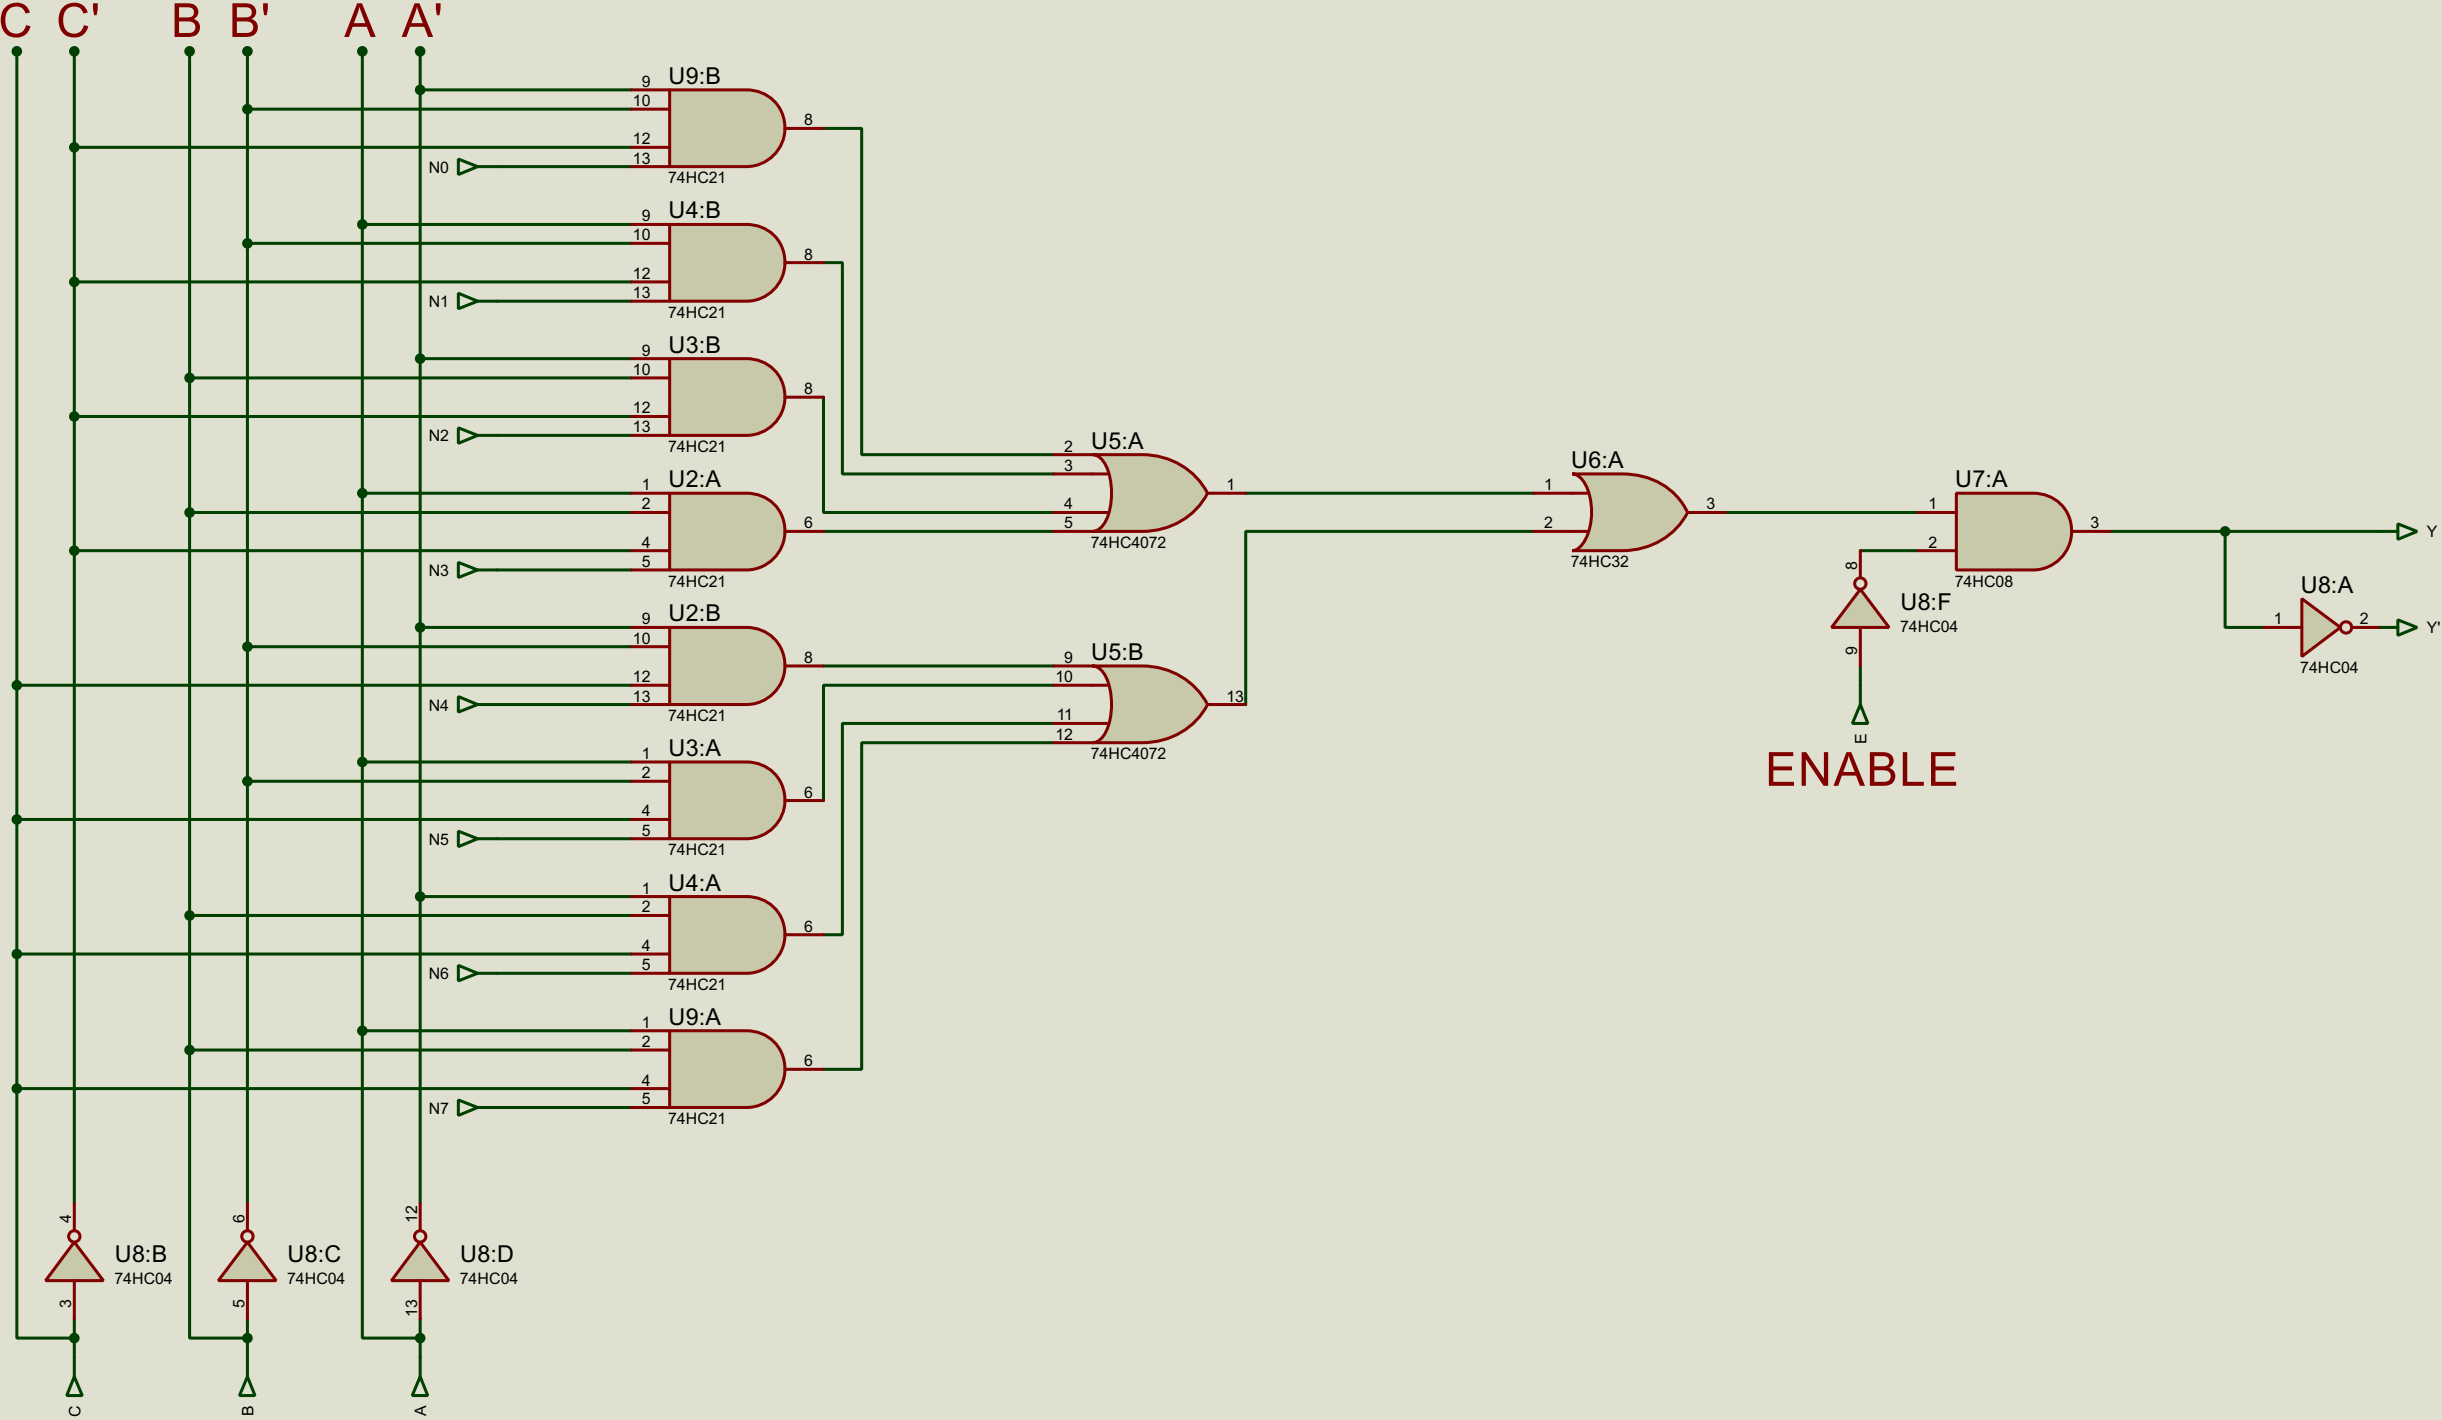 C C' B B' A A'
U9:B
9
10
12
13
8
N0
74HC21
U4:B
9
10
12
13
8
N1
74HC21
U3:B
9
10
12
13
8
N2
74HC21
U2:A
1
2
4
5
6
N3
74HC21
U2:B
9
10
12
13
8
N4
74HC21
U3:A
1
2
4
5
6
N5
74HC21
U4:A
1
2
4
5
6
N6
74HC21
U9:A
1
2
4
5
6
N7
74HC21
U5:A
2
3
4
5
1
74HC4072
U5:B
9
10
11
12
13
74HC4072
U6:A
1
2
3
74HC32
U7:A
1
2
3
74HC08
Y
8
U8:F
74HC04
9
E
ENABLE
U8:A
1
2
Y'
74HC04
4
U8:B
74HC04
3
C
6
U8:C
74HC04
5
B
12
U8:D
74HC04
13
A